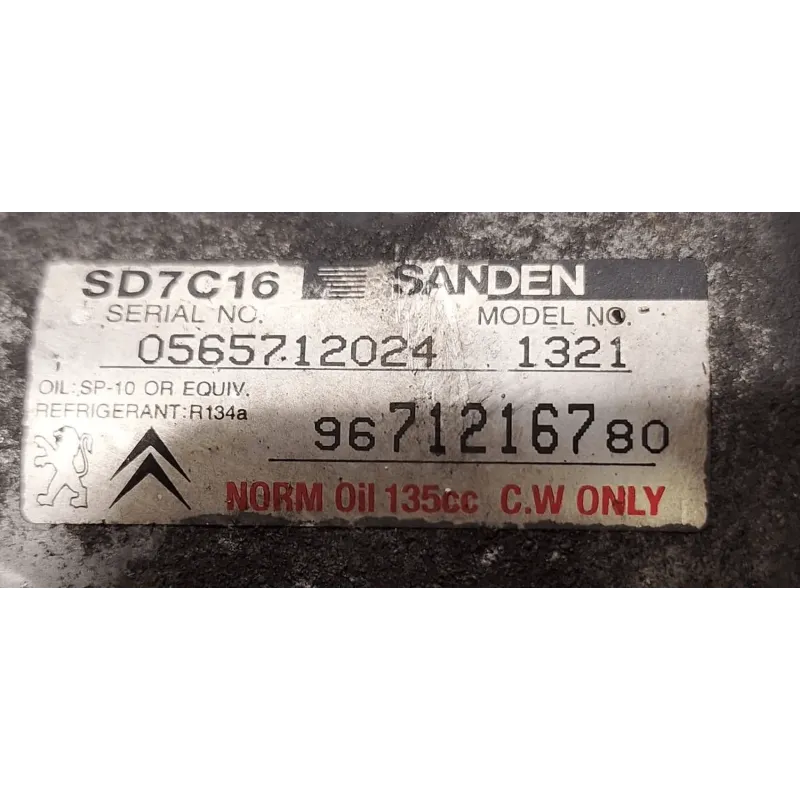 SD7C16 SANDEN
SERIAL NO. MODEL NO.
0565712024 1321
OIL:SP-10 OR EQUIV.
REFRIGERANT:R134a
9671216780
NORM Oil 135cc C.W ONLY